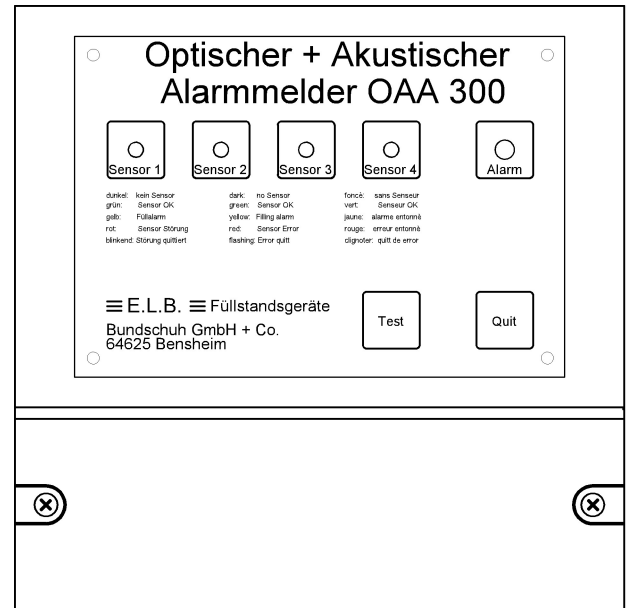 Optischer + Akustischer
Alarmmelder OAA 300
Sensor 1 Sensor 2 Sensor 3 Sensor 4 Alarm
dunkel: kein Sensor dark: no Sensor foncè: sans Senseur
grün: Sensor OK green: Sensor OK vert: Senseur OK
gelb: Füllalarm yellow: Filling alarm jaune: alarme entonné
rot: Sensor Störung red: Sensor Error rouge: erreur entonné
blinkend: Störung quittiert flashing: Error quitt clignoter: quitt de error
E.L.B. Füllstandsgeräte
Bundschuh GmbH + Co.
64625 Bensheim
Test Quit